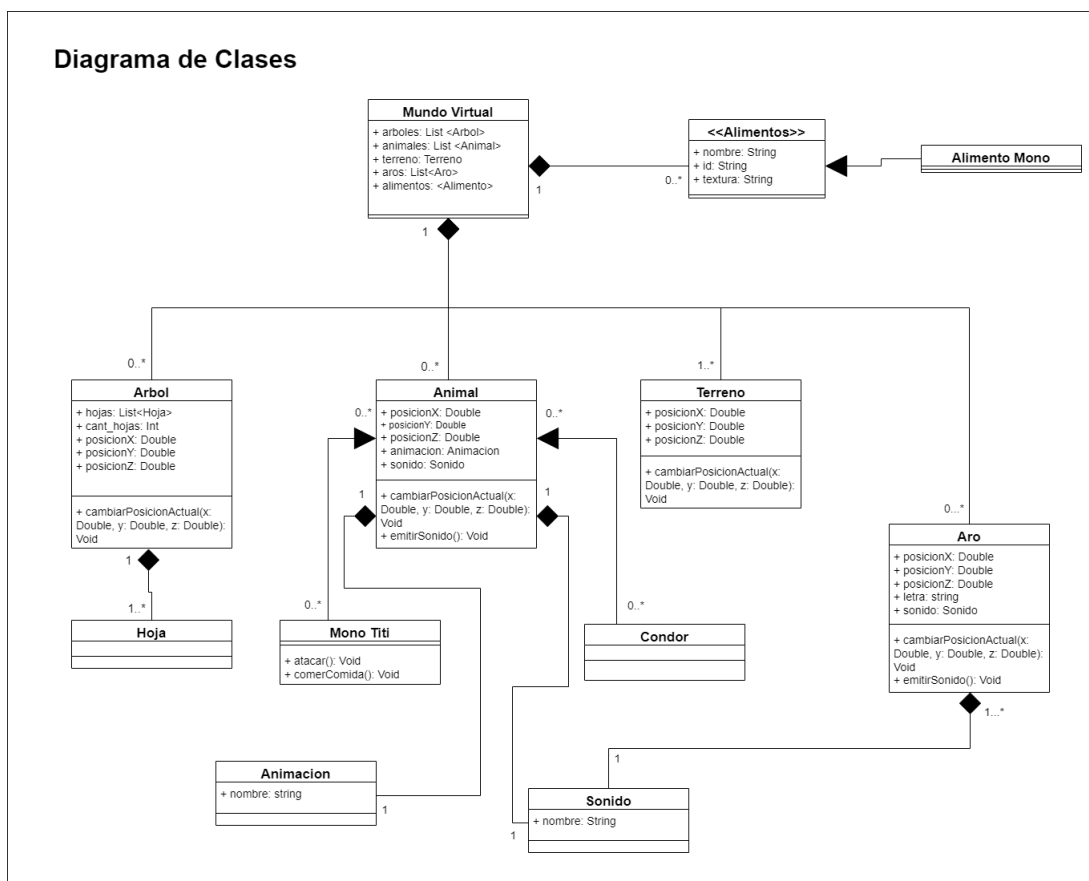 Diagrama de Clases
Mundo Virtual
+ arboles: List <Arbol>
+ animales: List <Animal>
+ terreno: Terreno
+ aros: List<Aro>
+ alimentos: <Alimento>
1
0..*
<<Alimentos>>
+ nombre: String
+ id: String
+ textura: String
Alimento Mono
1
0..*
0..*
1..*
0...*
Arbol
+ hojas: List<Hoja>
+ cant_hojas: Int
+ posicionX: Double
+ posicionY: Double
+ posicionZ: Double
+ cambiarPosicionActual(x:
Double, y: Double, z: Double):
Void
1
1..*
Hoja
Animal
+ posicionX: Double
+ posicionY: Double
+ posicionZ: Double
+ animacion: Animacion
+ sonido: Sonido
+ cambiarPosicionActual(x:
Double, y: Double, z: Double):
Void
+ emitirSonido(): Void
0..*
0..*
1
1
Terreno
+ posicionX: Double
+ posicionY: Double
+ posicionZ: Double
+ cambiarPosicionActual(x:
Double, y: Double, z: Double):
Void
Aro
+ posicionX: Double
+ posicionY: Double
+ posicionZ: Double
+ letra: string
+ sonido: Sonido
+ cambiarPosicionActual(x:
Double, y: Double, z: Double):
Void
+ emitirSonido(): Void
1...*
0..*
Mono Titi
+ atacar(): Void
+ comerComida(): Void
0..*
Condor
Animacion
+ nombre: string
1
1
Sonido
+ nombre: String
1